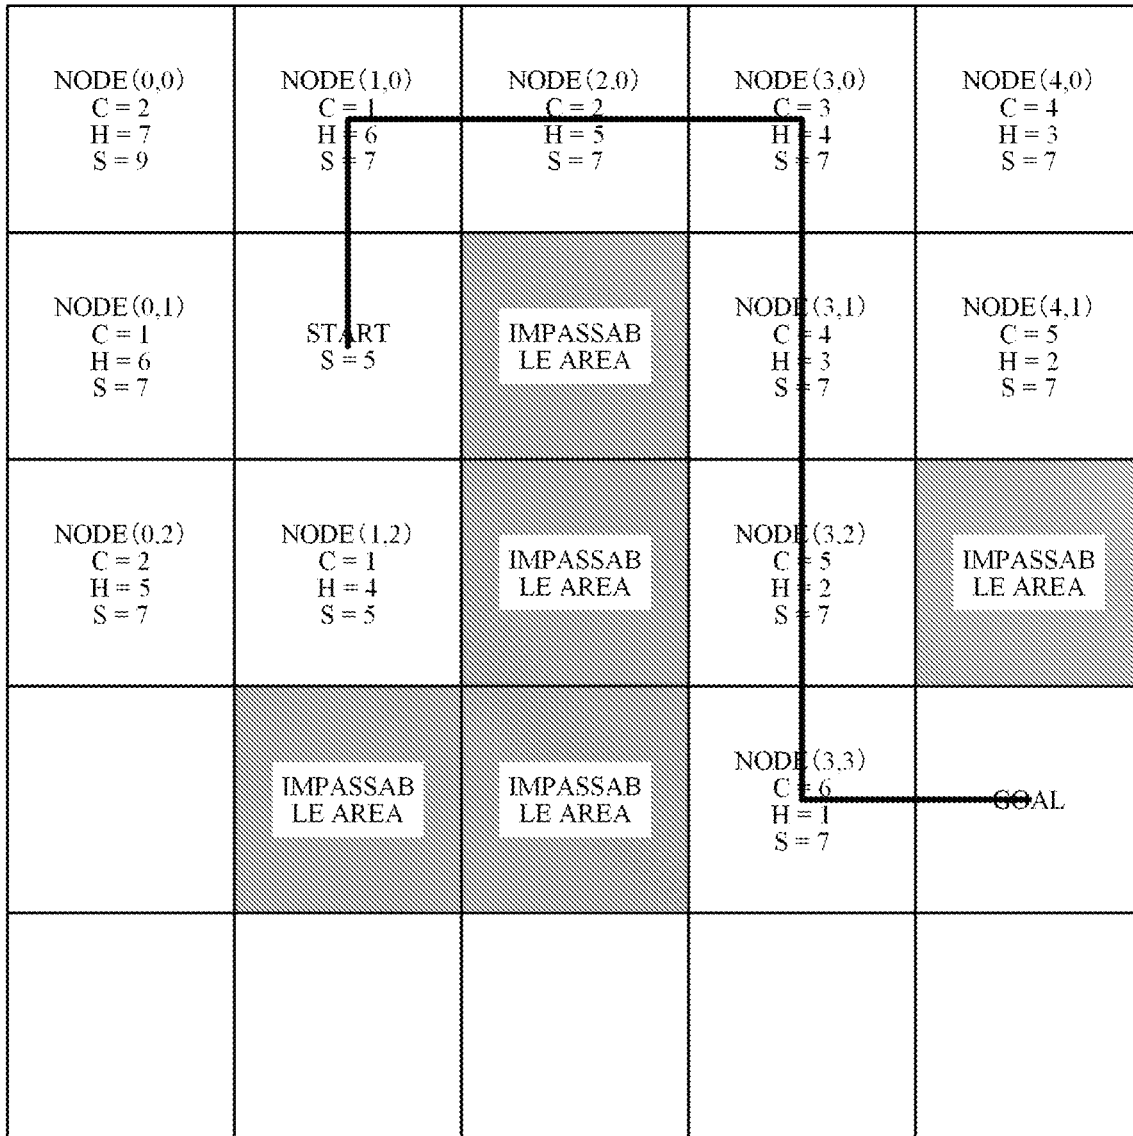 NODE(0,0)
C = 2
H = 7
S = 9
NODE(1,0)
C = 1
H = 6
S = 7
NODE(2,0)
C = 2
H = 5
S = 7
NODE(3,0)
C = 3
H = 4
S = 7
NODE(4,0)
C = 4
H = 3
S = 7
NODE(0,1)
C = 1
H = 6
S = 7
START
S = 5
IMPASSAB
LE AREA
NODE(3,1)
C = 4
H = 3
S = 7
NODE(4,1)
C = 5
H = 2
S = 7
NODE(0,2)
C = 2
H = 5
S = 7
NODE(1,2)
C = 1
H = 4
S = 5
IMPASSAB
LE AREA
NODE(3,2)
C = 5
H = 2
S = 7
IMPASSAB
LE AREA
IMPASSAB
LE AREA
IMPASSAB
LE AREA
NODE(3,3)
C = 6
H = 1
S = 7
GOAL